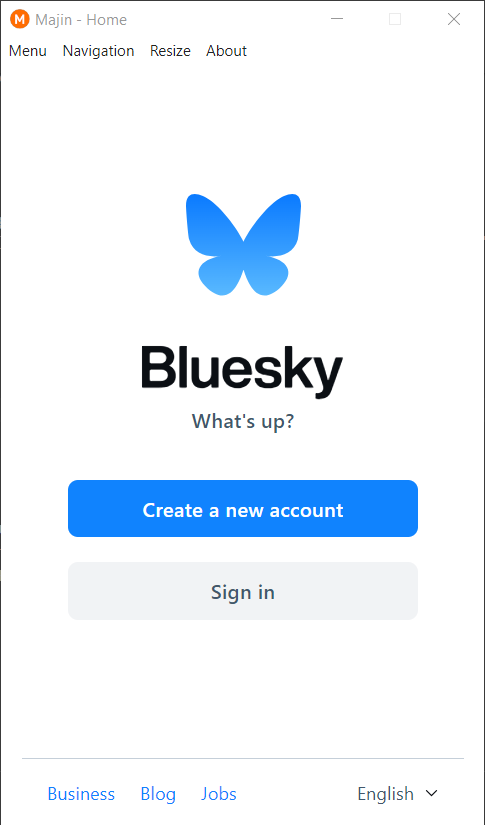 M Majin - Home
Menu Navigation Resize About
Bluesky
What's up?
Create a new account
Sign in
Business Blog Jobs English